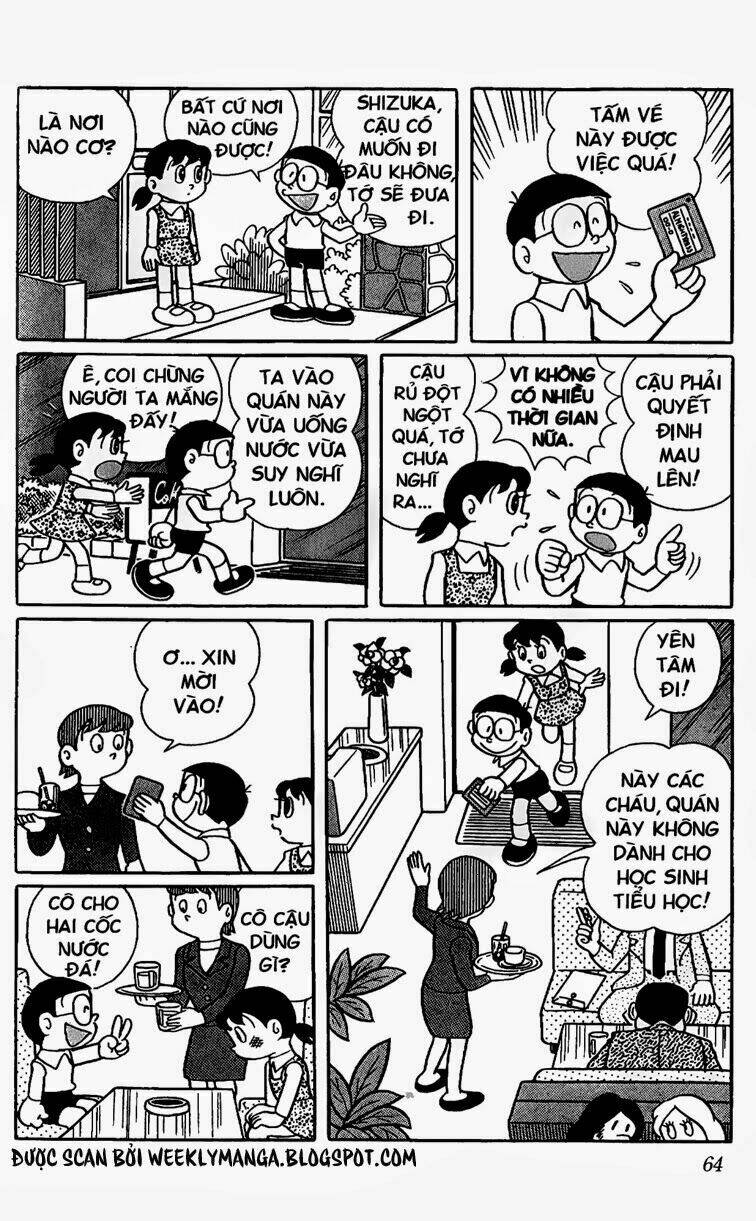 TẤM VÉ
NÀY ĐƯỢC
VIỆC QUÁ!
SHIZUKA,
CẬU CÓ
MUỐN ĐI
ĐÂU KHÔNG,
TỚ SẼ ĐƯA
ĐI.
BẤT CỨ NƠI
NÀO CŨNG
ĐƯỢC!
LÀ NƠI
NÀO CƠ?
CẬU PHẢI
QUYẾT
ĐỊNH
MAU
LÊN!
VÌ KHÔNG
CÓ NHIỀU
THỜI GIAN
NỮA.
CẬU
RỦ ĐỘT
NGỘT
QUÁ, TỚ
CHƯA
NGHĨ
RA...
TA VÀO
QUÁN NÀY
VỪA UỐNG
NƯỚC VỪA
SUY NGHĨ
LUÔN.
Ê, COI CHỪNG
NGƯỜI TA MẮNG
ĐẤY!
YÊN
TÂM
ĐI!
NÀY CÁC
CHÁU, QUÁN
NÀY KHÔNG
DÀNH CHO
HỌC SINH
TIỂU HỌC!
Ơ... XIN
MỜI
VÀO!
CÔ CẬU
DÙNG
GÌ?
CÔ CHO
HAI CỐC
NƯỚC
ĐÁ!
ĐƯỢC SCAN BỞI WEEKLYMANGA.BLOGSPOT.COM
64